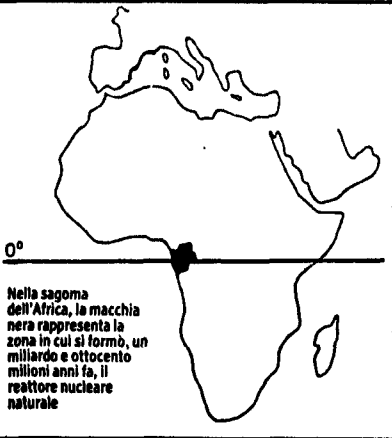 0°
Nella sagoma
dell'Africa, la macchia
nera rappresenta la
zona in cui si formò, un
miliardo e ottocento
milioni anni fa, il
reattore nucleare
naturale